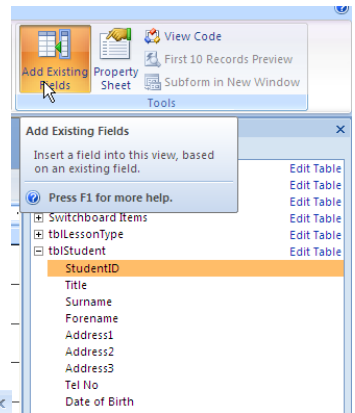 View Code
First 10 Records Preview
Subform in New Window
Add Existing Fields
Property Sheet
Tools
Add Existing Fields
Insert a field into this view, based
on an existing field.
Press F1 for more help.
Edit Table
Edit Table
Edit Table
Switchboard Items
tblLessonType Edit Table
tblStudent Edit Table
StudentID
Title
Surname
Forename
Address1
Address2
Address3
Tel No
Date of Birth